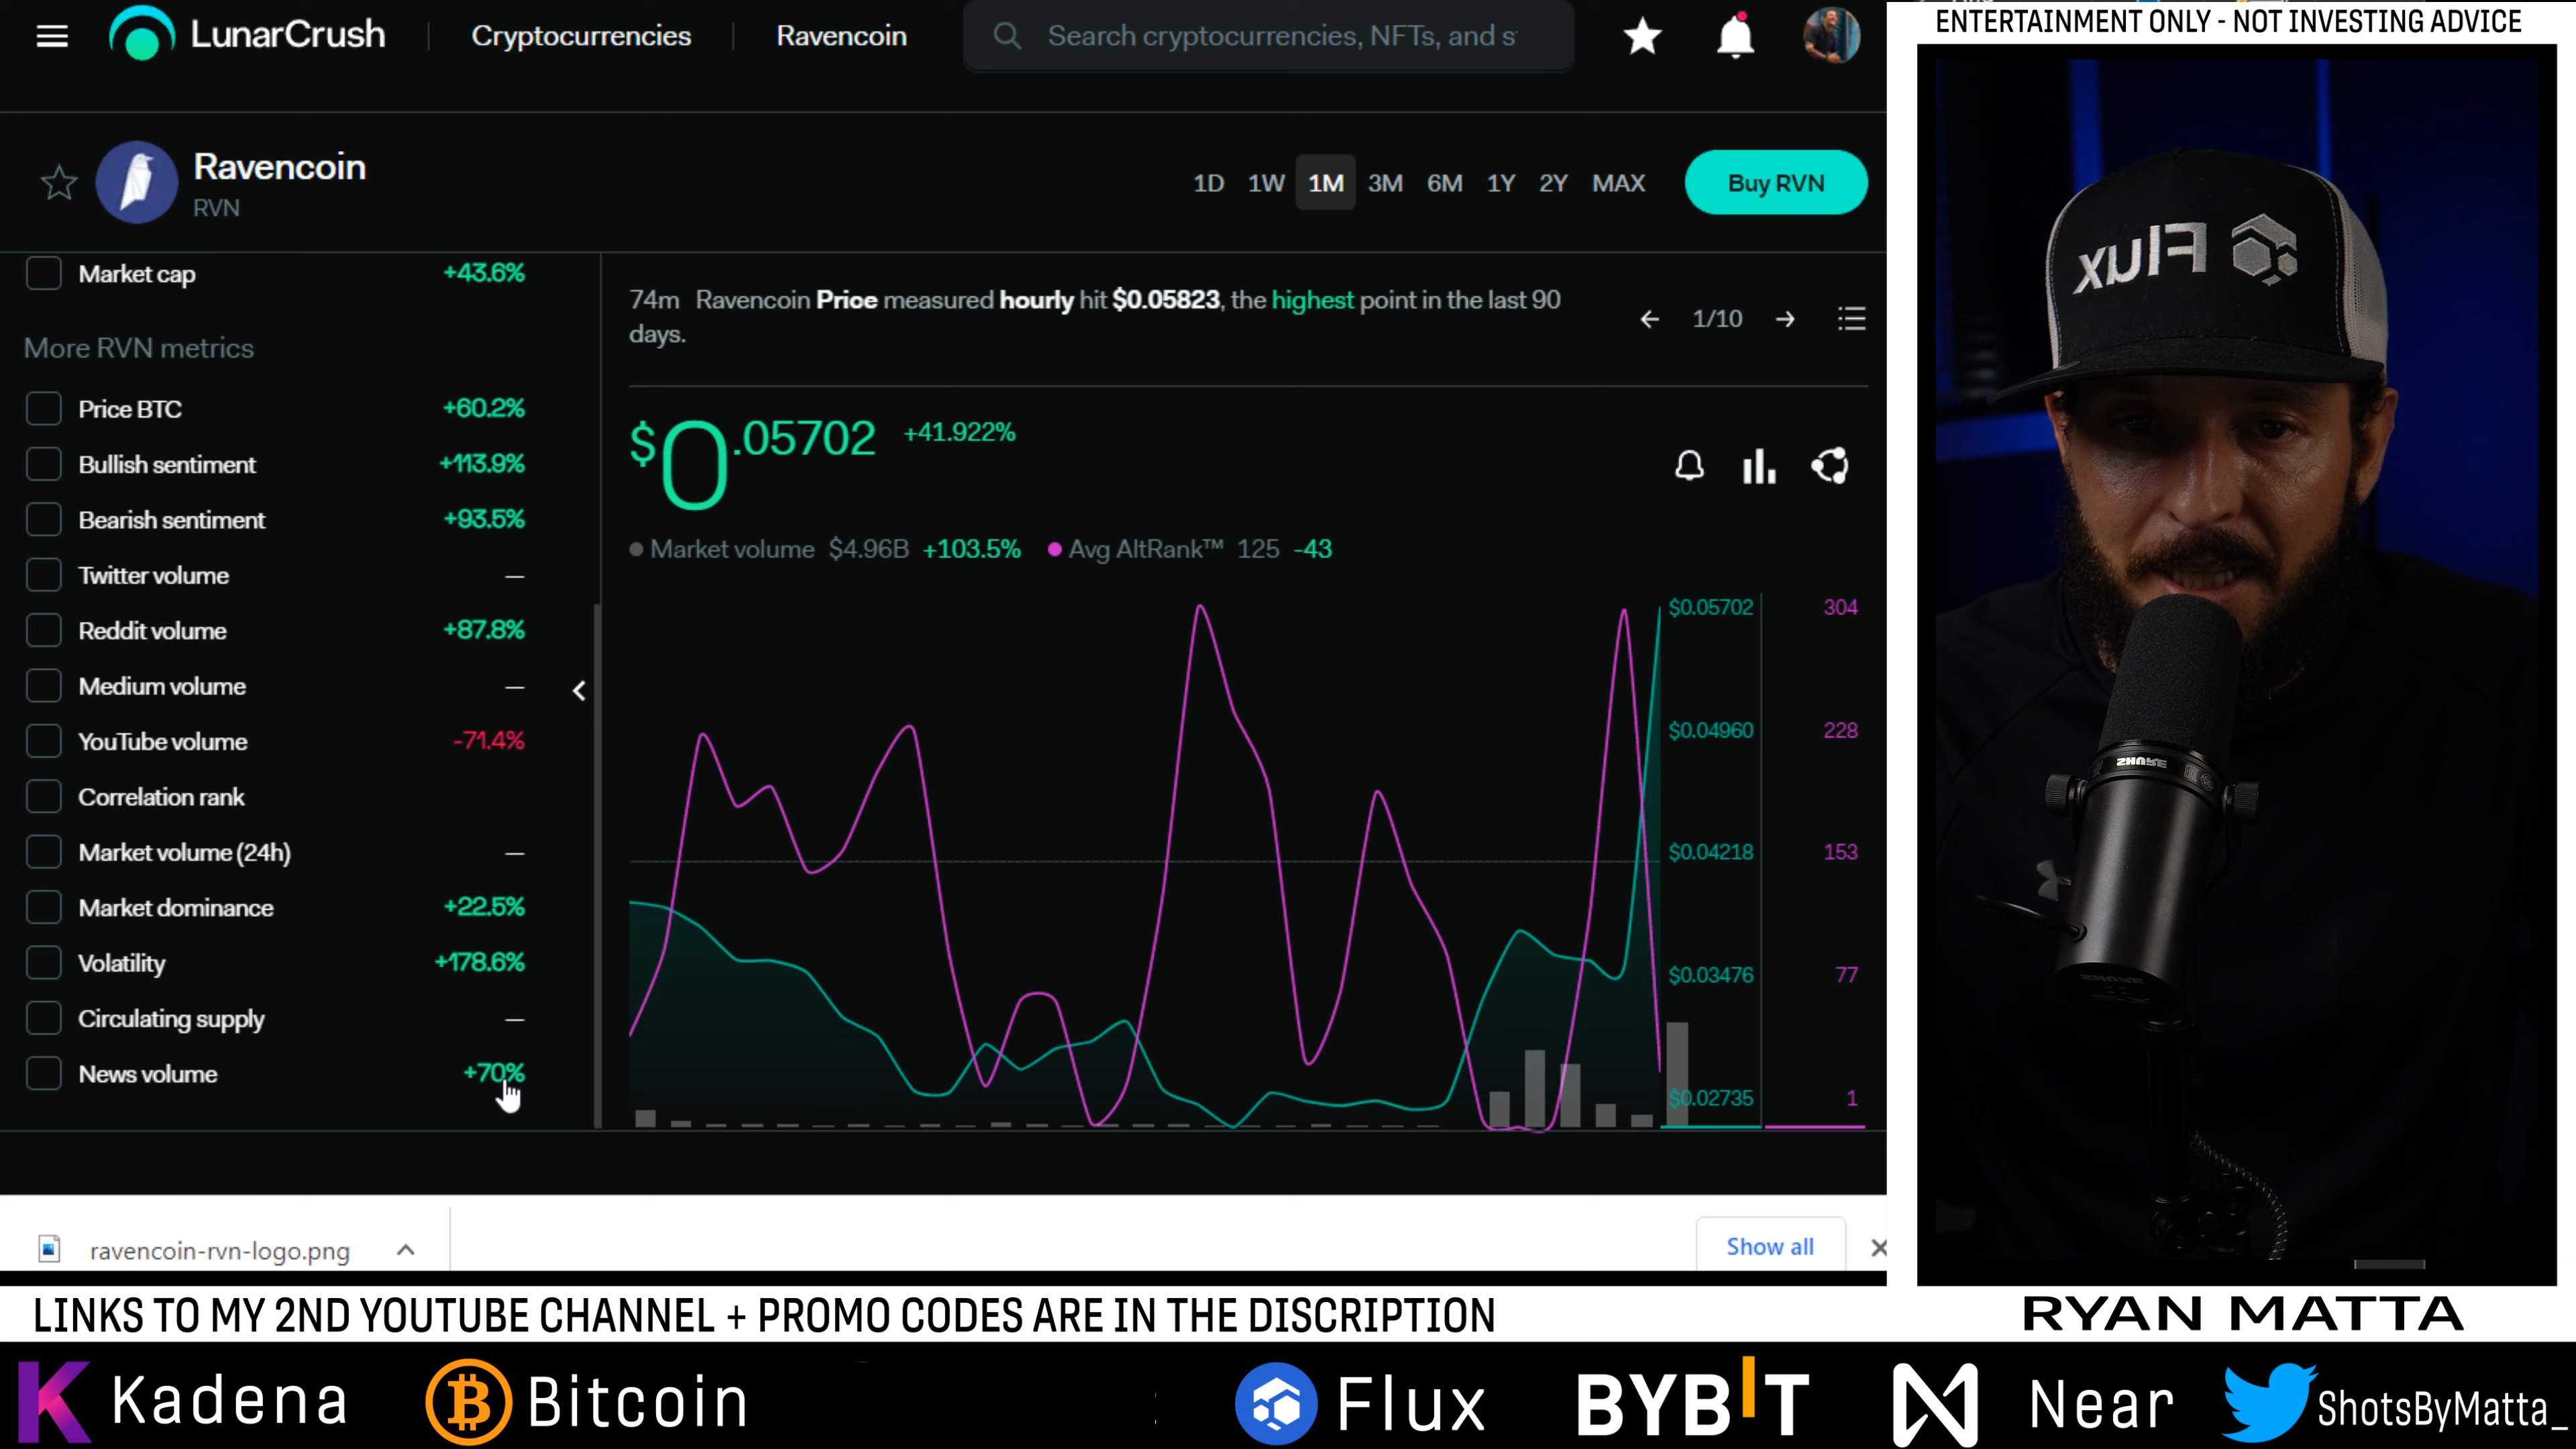 LunarCrush
Cryptocurrencies
Ravencoin
Search cryptocurrencies, NFTs, and s
ENTERTAINMENT ONLY - NOT INVESTING ADVICE
Ravencoin
RVN
1D 1W 1M 3M 6M 1Y 2Y MAX
Buy RVN
Market cap +43.6%
More RVN metrics
Price BTC +60.2%
Bullish sentiment +113.9%
Bearish sentiment +93.5%
Twitter volume —
Reddit volume +87.8%
Medium volume —
YouTube volume -71.4%
Correlation rank
Market volume (24h) —
Market dominance +22.5%
Volatility +178.6%
Circulating supply —
News volume +70%
74m Ravencoin Price measured hourly hit $0.05823, the highest point in the last 90
days.
1/10
$0.05702 +41.922%
Market volume $4.96B +103.5% Avg AltRank™ 125 -43
$0.05702 304
$0.04960 228
$0.04218 153
$0.03476 77
$0.02735 1
Flux
SHURE
ravencoin-rvn-logo.png
Show all
LINKS TO MY 2ND YOUTUBE CHANNEL + PROMO CODES ARE IN THE DISCRIPTION
RYAN MATTA
Kadena
Bitcoin
Flux
BYBIT
Near
ShotsByMatta_